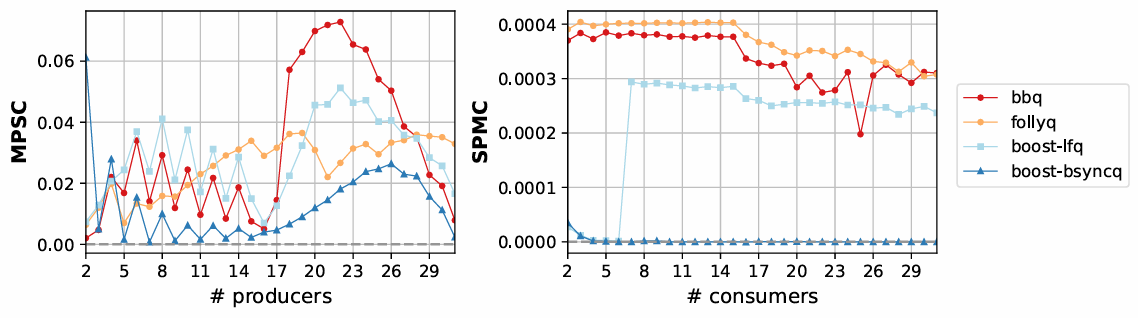 MPSC
0.06
0.04
0.02
0.00
2 5 8 11 14 17 20 23 26 29
# producers
SPMC
0.0004
0.0003
0.0002
0.0001
0.0000
2 5 8 11 14 17 20 23 26 29
# consumers
bbq
follyq
boost-lfq
boost-bsyncq